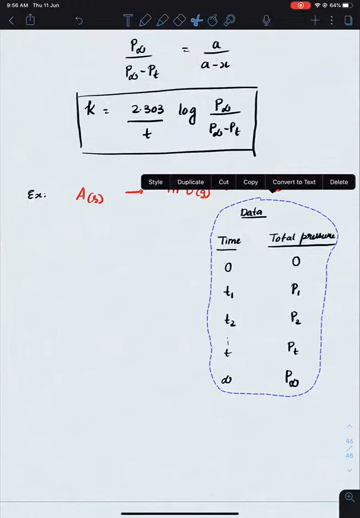 9:56 AM Thu 11 Jun
64%
P∞ / P∞-Pt = a / a-x
k = 2.303 / t log P∞ / P∞-Pt
Style Duplicate Cut Copy Convert to Text Delete
Ex: A(s) →
Data
Time Total pressure
0 0
t1 P1
t2 P2
⋮
t Pt
∞ P∞
46
46